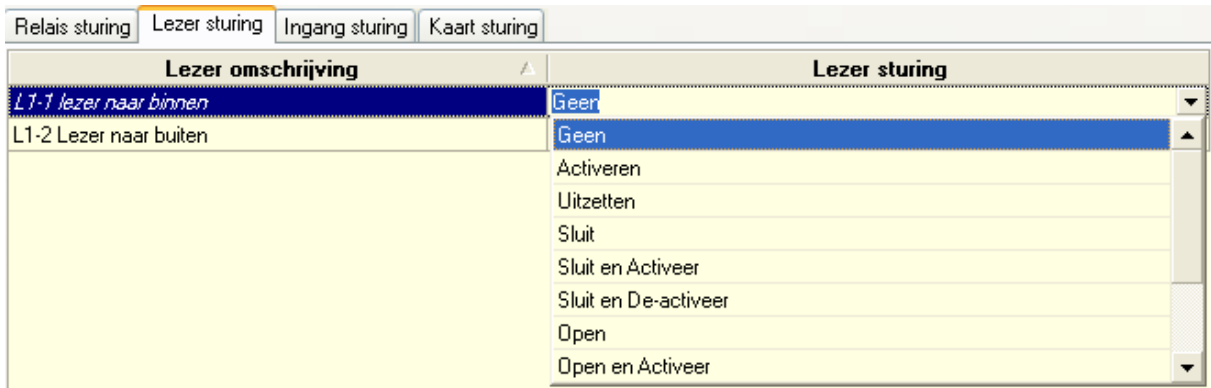 Relais sturing Lezer sturing Ingang sturing Kaart sturing
Lezer omschrijving Lezer sturing
L1-1 lezer naar binnen Geen
L1-2 Lezer naar buiten Geen
Activeren
Uitzetten
Sluit
Sluit en Activeer
Sluit en De-activeer
Open
Open en Activeer